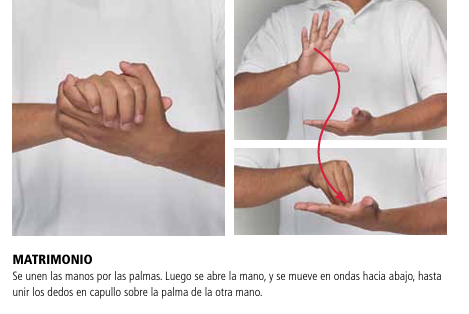 MATRIMONIO
Se unen las manos por las palmas. Luego se abre la mano, y se mueve en ondas hacia abajo, hasta
unir los dedos en capullo sobre la palma de la otra mano.